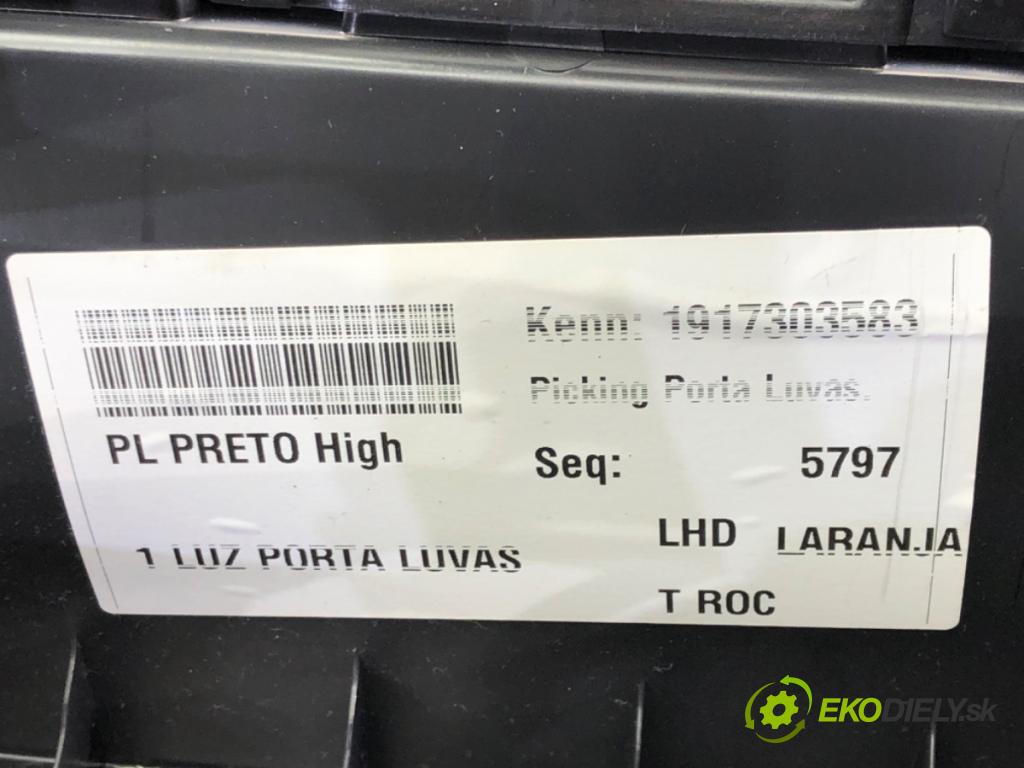 Kenn: 1917303583
Picking Porta Luvas.
PL PRETO High
Seq: 5797
LHD LARANJA
1 LUZ PORTA LUVAS
T ROC
EKODIELY.sk